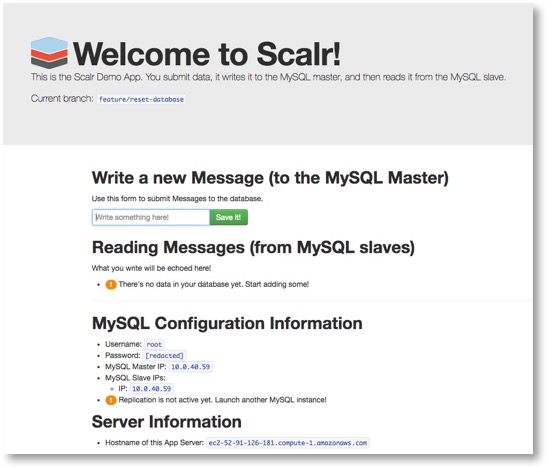 Welcome to Scalr!
This is the Scalr Demo App. You submit data, it writes it to the MySQL master, and then reads it from the MySQL slave.
Current branch: feature/reset-database
Write a new Message (to the MySQL Master)
Use this form to submit Messages to the database.
Write something here! Save it!
Reading Messages (from MySQL slaves)
What you write will be echoed here!
! There's no data in your database yet. Start adding some!
MySQL Configuration Information
Username: root
Password: [redacted]
MySQL Master IP: 10.0.40.59
MySQL Slave IPs:
IP: 10.0.40.59
! Replication is not active yet. Launch another MySQL instance!
Server Information
Hostname of this App Server: ec2-52-91-126-181.compute-1.amazonaws.com